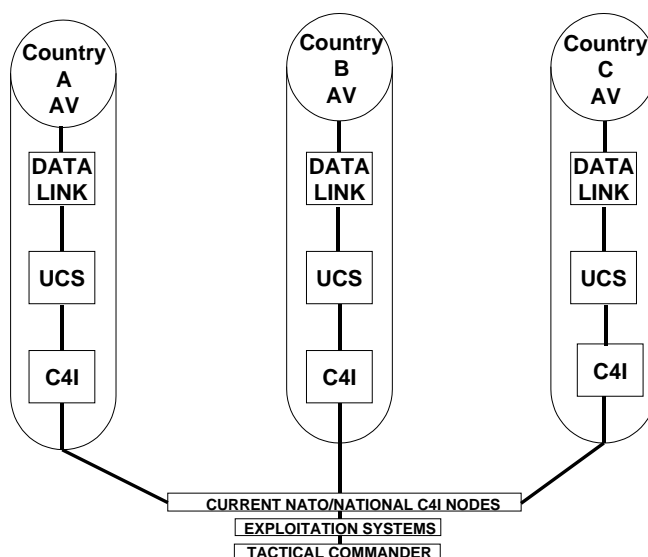 Country
A
AV
DATA
LINK
UCS
C4I
Country
B
AV
DATA
LINK
UCS
C4I
Country
C
AV
DATA
LINK
UCS
C4I
CURRENT NATO/NATIONAL C4I NODES
EXPLOITATION SYSTEMS
TACTICAL COMMANDER